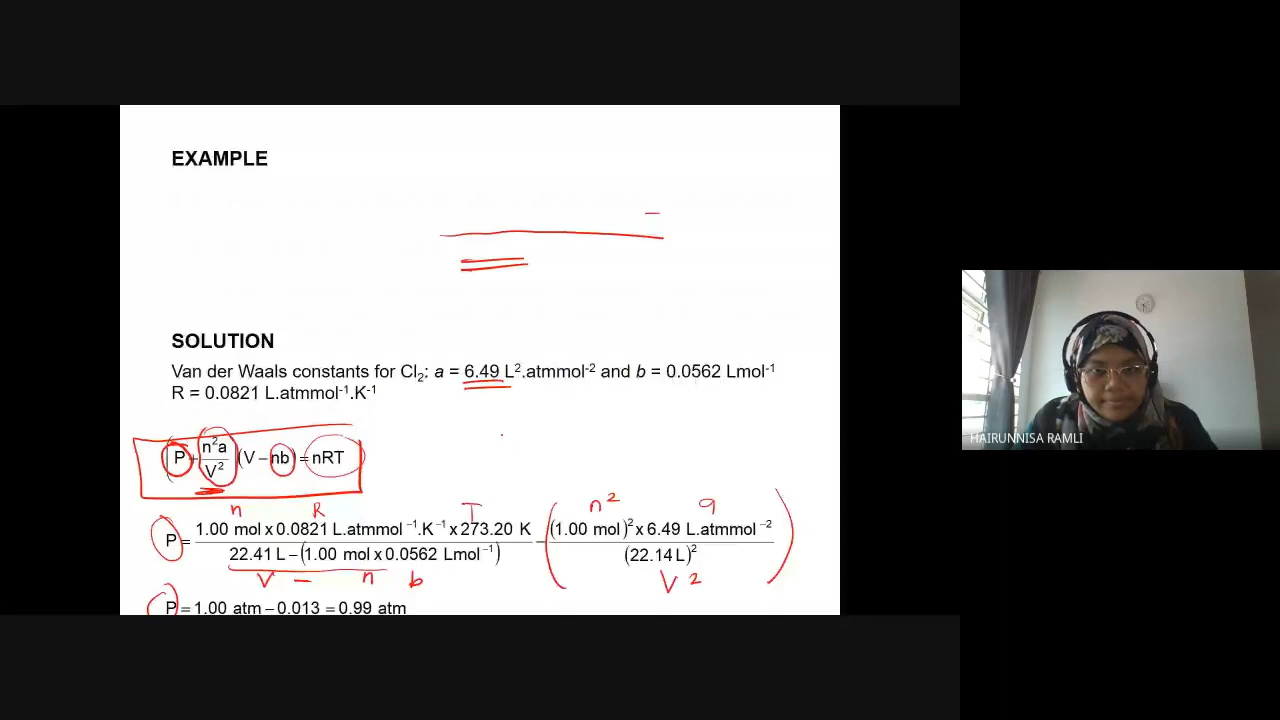 EXAMPLE
SOLUTION
Van der Waals constants for Cl₂: a = 6.49 L².atmmol⁻² and b = 0.0562 Lmol⁻¹
R = 0.0821 L.atmmol⁻¹.K⁻¹
(P + n²a / V² (V − nb) = nRT
n R T n² a
P = 1.00 mol x 0.0821 L.atmmol⁻¹.K⁻¹ x 273.20 K / 22.41 L − (1.00 mol x 0.0562 Lmol⁻¹) − (1.00 mol)² x 6.49 L.atmmol⁻² / (22.14 L)²
V − n b V²
P = 1.00 atm − 0.013 = 0.99 atm
HAIRUNNISA RAMLI